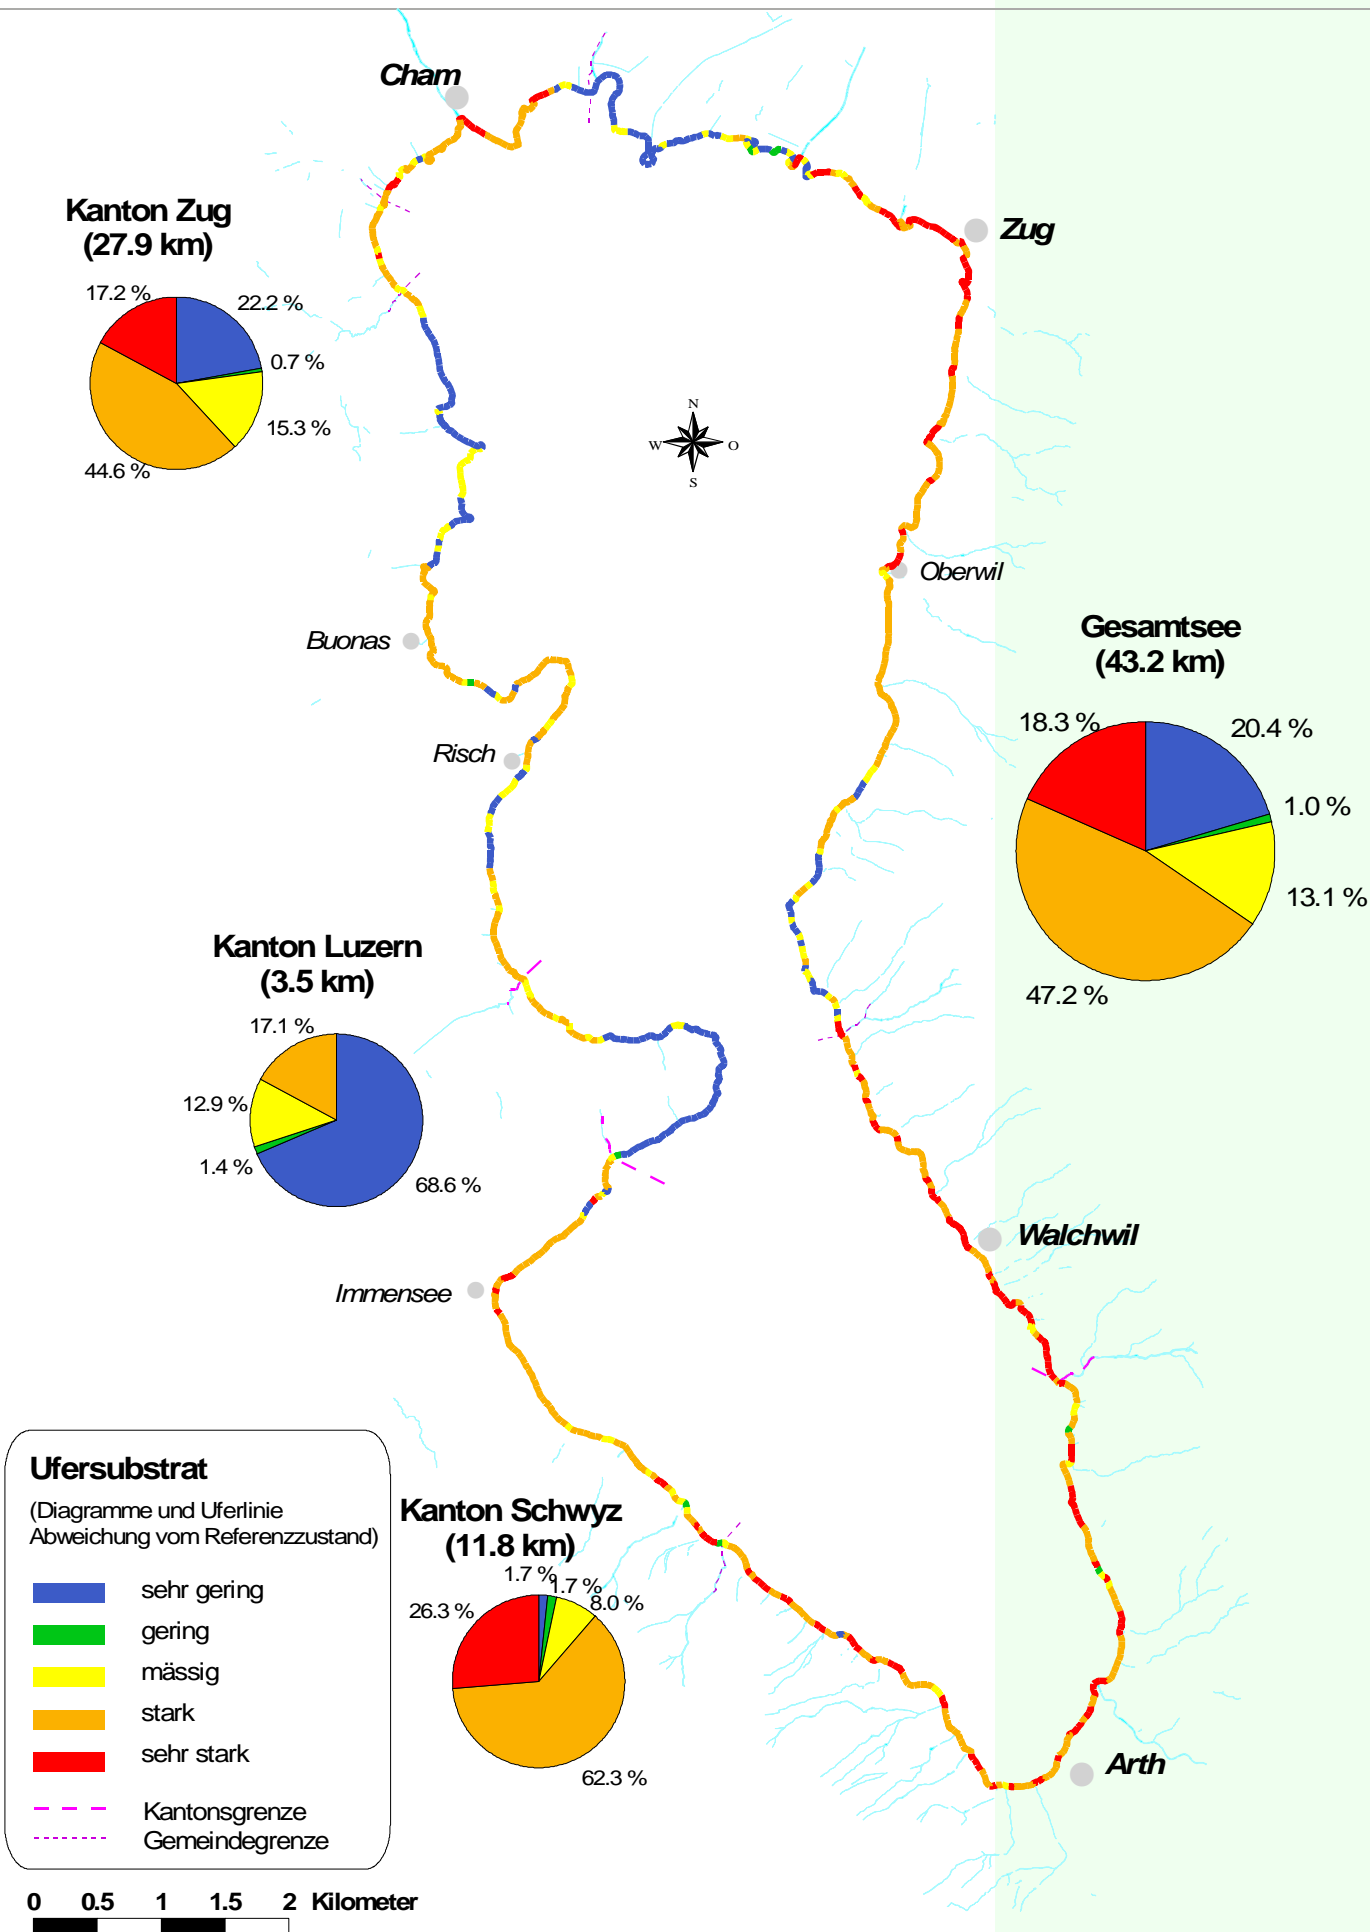 Cham
Kanton Zug
(27.9 km)
17.2 %
22.2 %
0.7 %
15.3 %
44.6 %
Zug
N
W
O
S
Oberwil
Buonas
Gesamtsee
(43.2 km)
18.3 %
20.4 %
1.0 %
13.1 %
47.2 %
Risch
Kanton Luzern
(3.5 km)
17.1 %
12.9 %
1.4 %
68.6 %
Walchwil
Immensee
Ufersubstrat
(Diagramme und Uferlinie
Abweichung vom Referenzzustand)
sehr gering
gering
mässig
stark
sehr stark
Kantonsgrenze
Gemeindegrenze
Kanton Schwyz
(11.8 km)
1.7 %
1.7 %
8.0 %
26.3 %
62.3 %
Arth
0 0.5 1 1.5 2 Kilometer